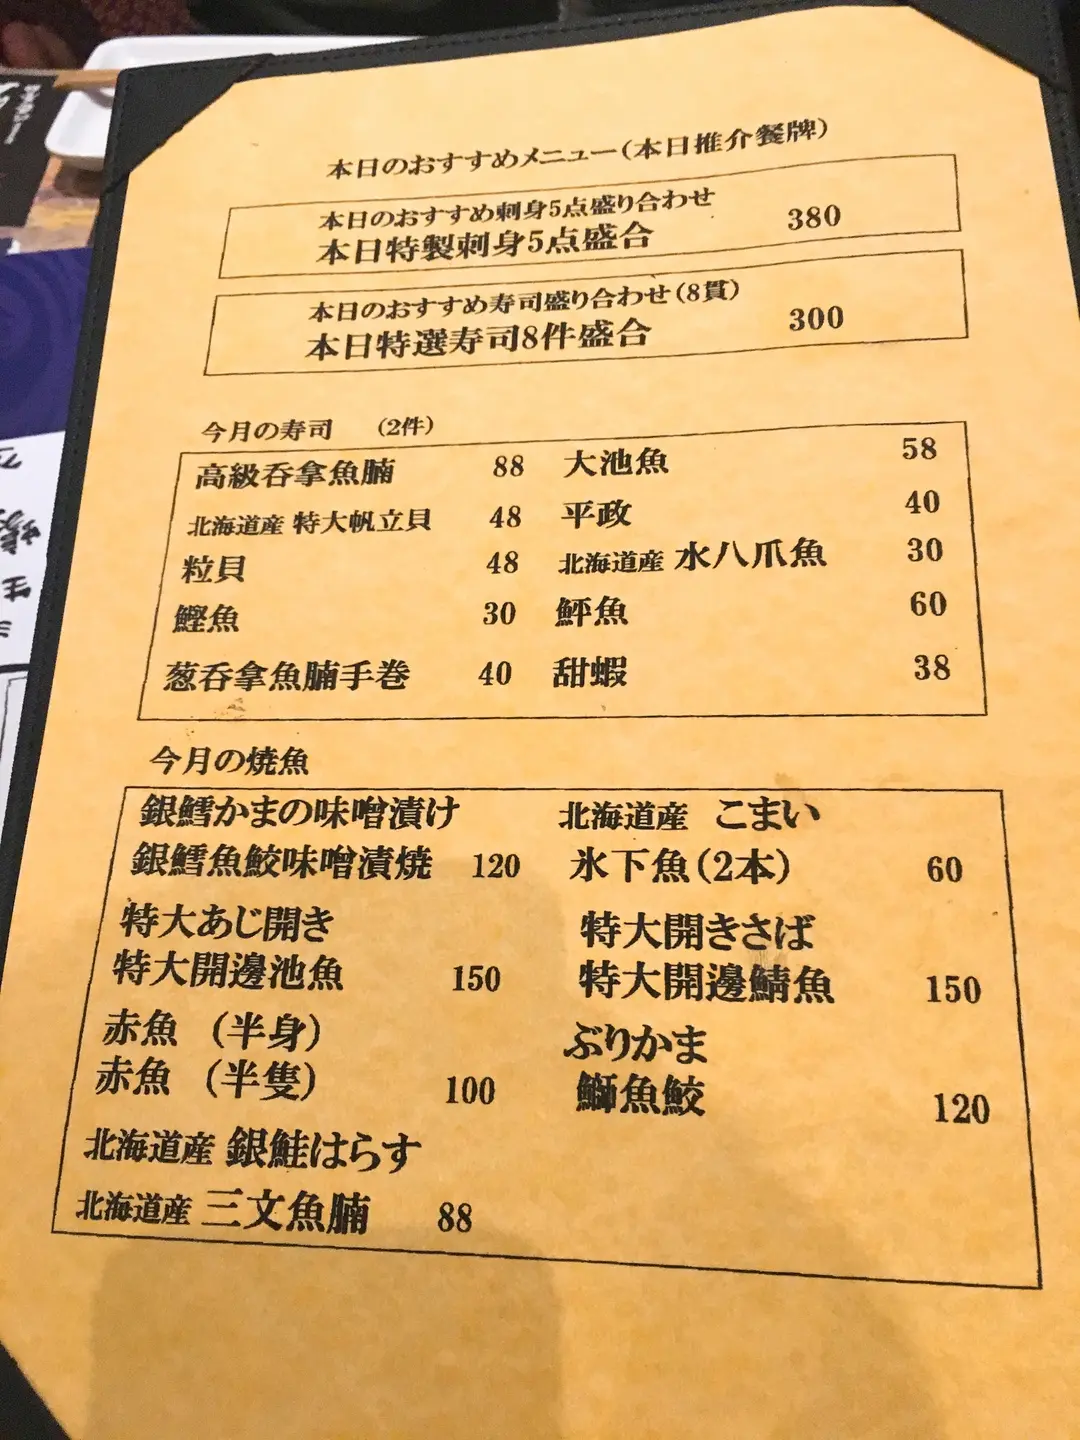 本日のおすすめメニュー(本日推介餐牌)
本日のおすすめ刺身5点盛り合わせ
本日特製刺身5点盛合 380
本日のおすすめ寿司盛り合わせ(8貫)
本日特選寿司8件盛合 300
今月の寿司 (2件)
高級吞拿魚腩 88 大池魚 58
北海道産 特大帆立貝 48 平政 40
粒貝 48 北海道産 水八爪魚 30
鰹魚 30 鮃魚 60
葱吞拿魚腩手巻 40 甜蝦 38
今月の焼魚
銀鱈かまの味噌漬け 北海道産 こまい
銀鱈魚鮫味噌漬焼 120 氷下魚(2本) 60
特大あじ開き 特大開きさば
特大開邊池魚 150 特大開邊鯖魚 150
赤魚 (半身) ぶりかま
赤魚 (半隻) 100 鰤魚鮫 120
北海道産 銀鮭はらす
北海道産 三文魚腩 88